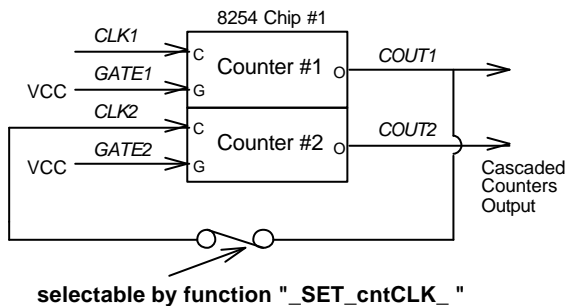 8254 Chip #1
CLK1
COUT1
C
Counter #1
O
GATE1
VCC
G
CLK2
COUT2
C
Counter #2
O
GATE2
VCC
G
Cascaded
Counters
Output
selectable by function "_SET_cntCLK_ "